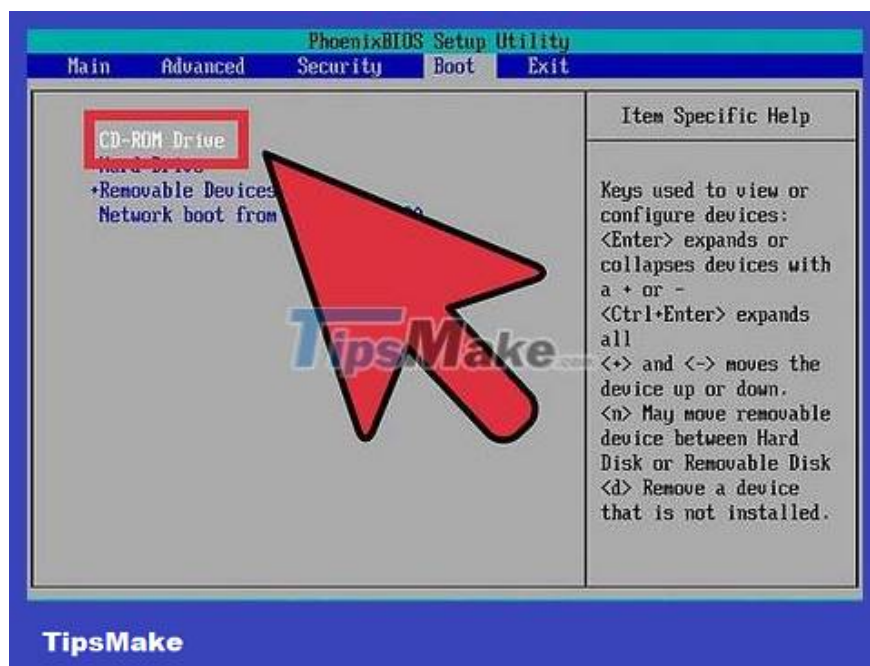 PhoenixBIOS Setup Utility
Main Advanced Security Boot Exit
CD-ROM Drive
Hard Drive
+Removable Devices
Network boot from
Item Specific Help
Keys used to view or
configure devices:
<Enter> expands or
collapses devices with
a + or -
<Ctrl+Enter> expands
all
<+> and <-> moves the
device up or down.
<n> May move removable
device between Hard
Disk or Removable Disk
<d> Remove a device
that is not installed.
TipsMake.com
TipsMake